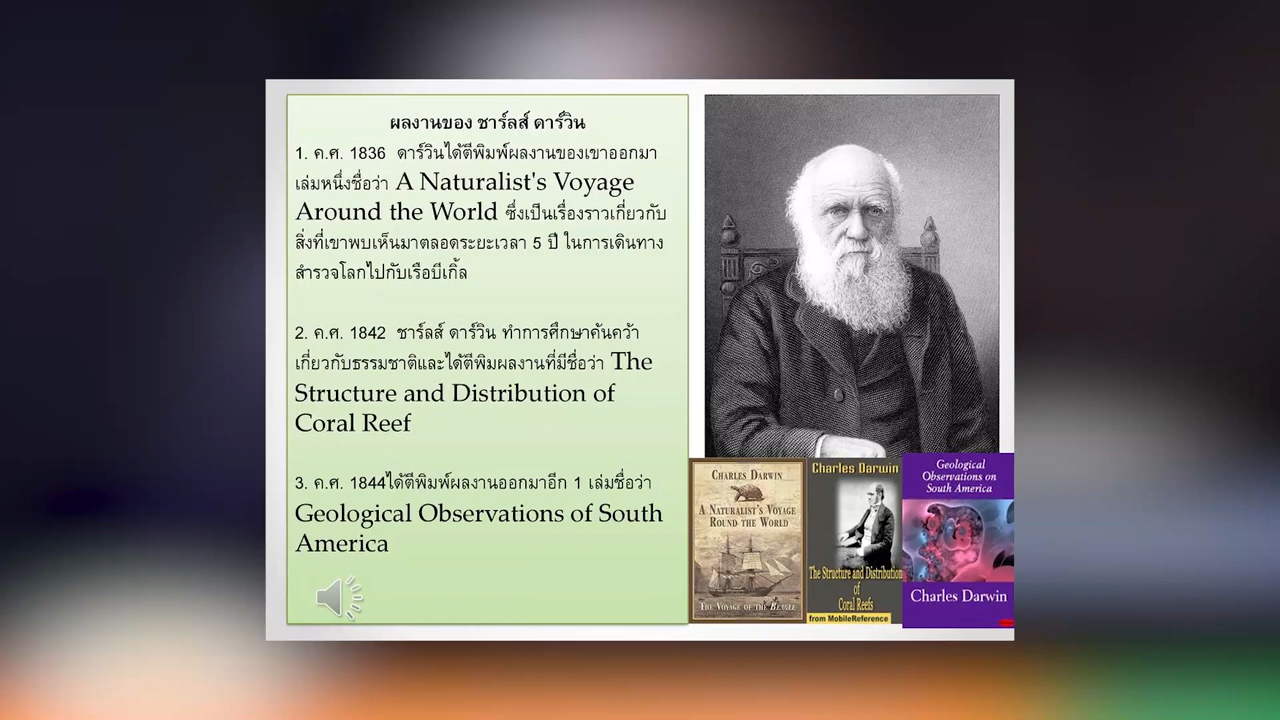 ผลงานของ ชาร์ลส์ ดาร์วิน
1. ค.ศ. 1836 ดาร์วินได้ตีพิมพ์ผลงานของเขาออกมา
เล่มหนึ่งชื่อว่า A Naturalist's Voyage
Around the World ซึ่งเป็นเรื่องราวเกี่ยวกับ
สิ่งที่เขาพบเห็นมาตลอดระยะเวลา 5 ปี ในการเดินทาง
สำรวจโลกไปกับเรือบีเกิ้ล
2. ค.ศ. 1842 ชาร์ลส์ ดาร์วิน ทำการศึกษาค้นคว้า
เกี่ยวกับธรรมชาติและได้ตีพิมผลงานที่มีชื่อว่า The
Structure and Distribution of
Coral Reef
3. ค.ศ. 1844ได้ตีพิมพ์ผลงานออกมาอีก 1 เล่มชื่อว่า
Geological Observations of South
America
CHARLES DARWIN
A NATURALIST'S VOYAGE
ROUND THE WORLD
THE VOYAGE OF THE BEAGLE
Charles Darwin
The Structure and Distribution
of
Coral Reefs
from MobileReference
Geological
Observations on
South America
Charles Darwin